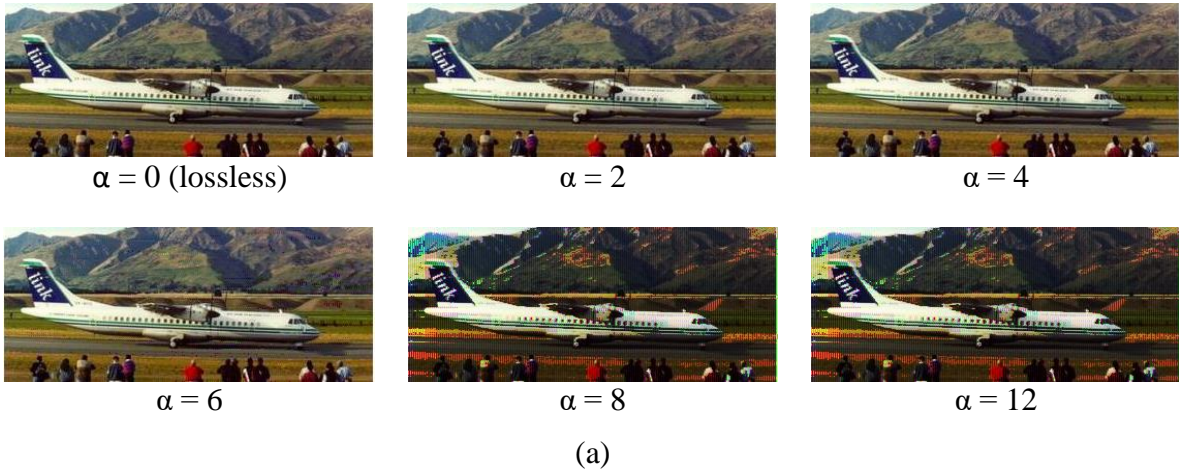 link
link
link
α = 0 (lossless)
α = 2
α = 4
link
link
link
α = 6
α = 8
α = 12
(a)